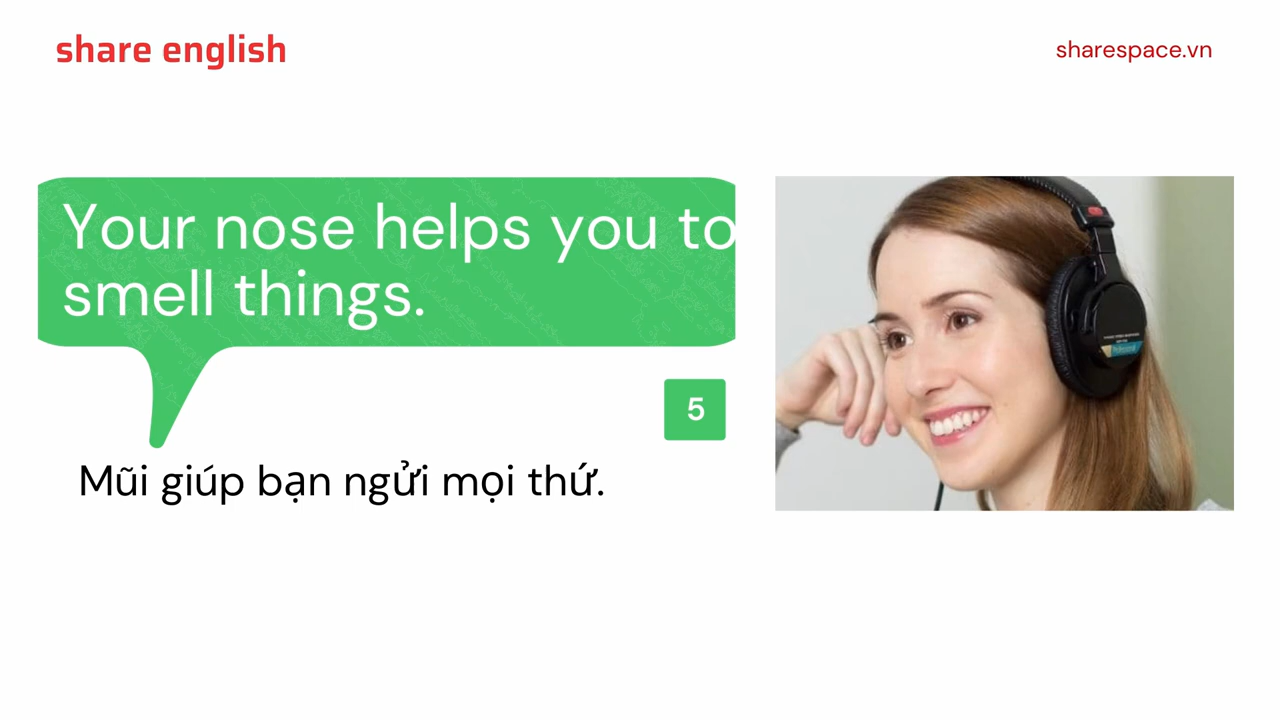 share english
sharespace.vn
Your nose helps you to
smell things.
5
Mũi giúp bạn ngửi mọi thứ.